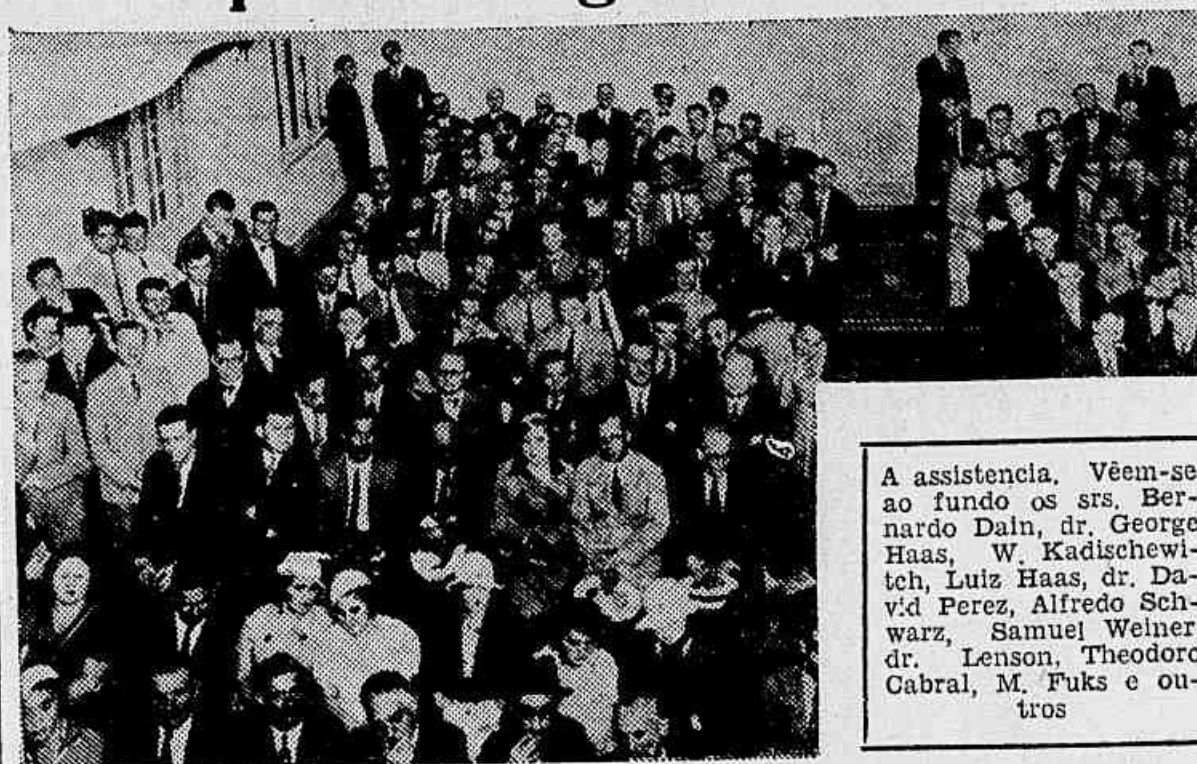 A assistencia. Vêem-se
ao fundo os srs. Ber-
nardo Dain, dr. George
Haas, W. Kadischewi-
tch, Luiz Haas, dr. Da-
vid Perez, Alfredo Sch-
warz, Samuel Weiner
dr. Lenson, Theodoro
Cabral, M. Fuks e ou-
tros